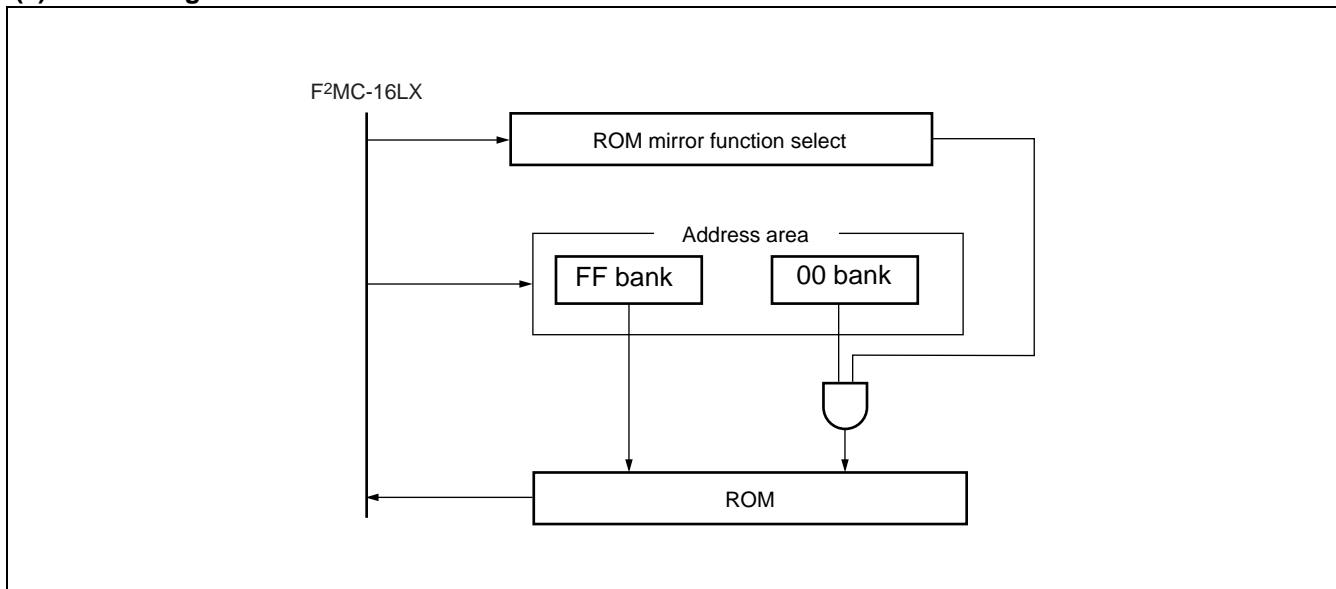 F²MC-16LX
ROM mirror function select
Address area
FF bank
00 bank
ROM